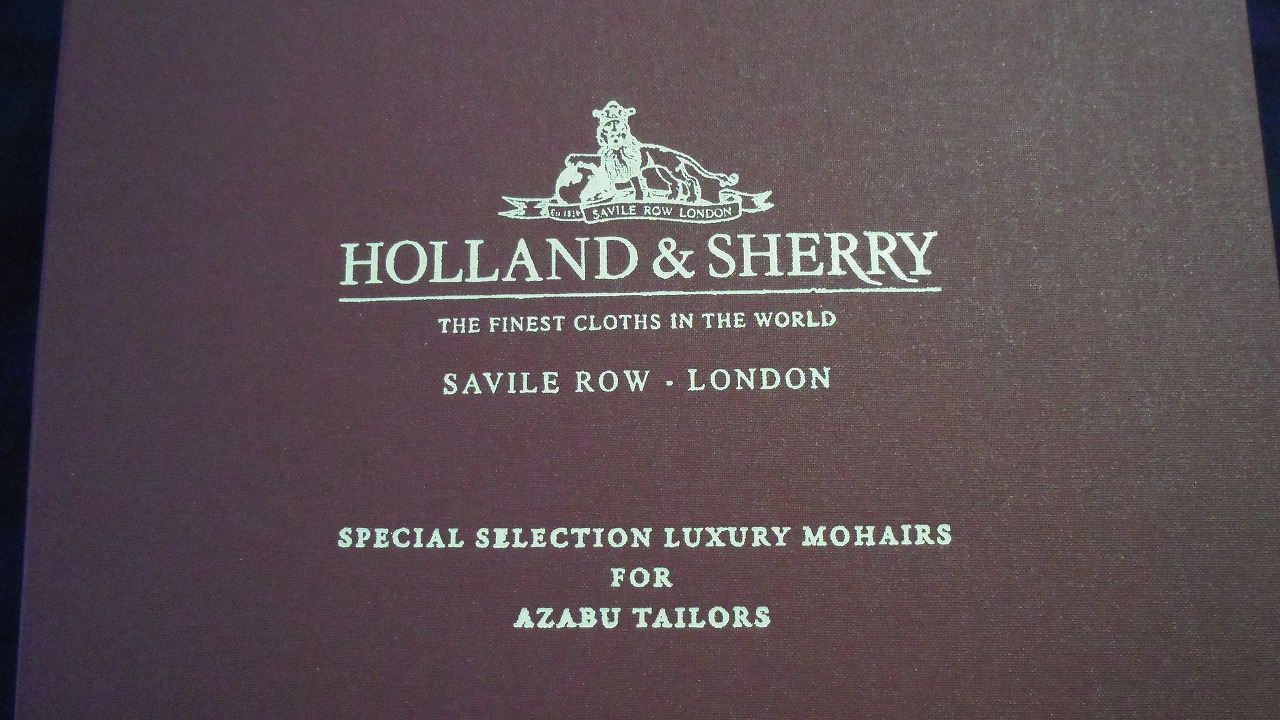 Est 1836 SAVILE ROW LONDON
HOLLAND & SHERRY
THE FINEST CLOTHS IN THE WORLD
SAVILE ROW · LONDON
SPECIAL SELECTION LUXURY MOHAIRS
FOR
AZABU TAILORS